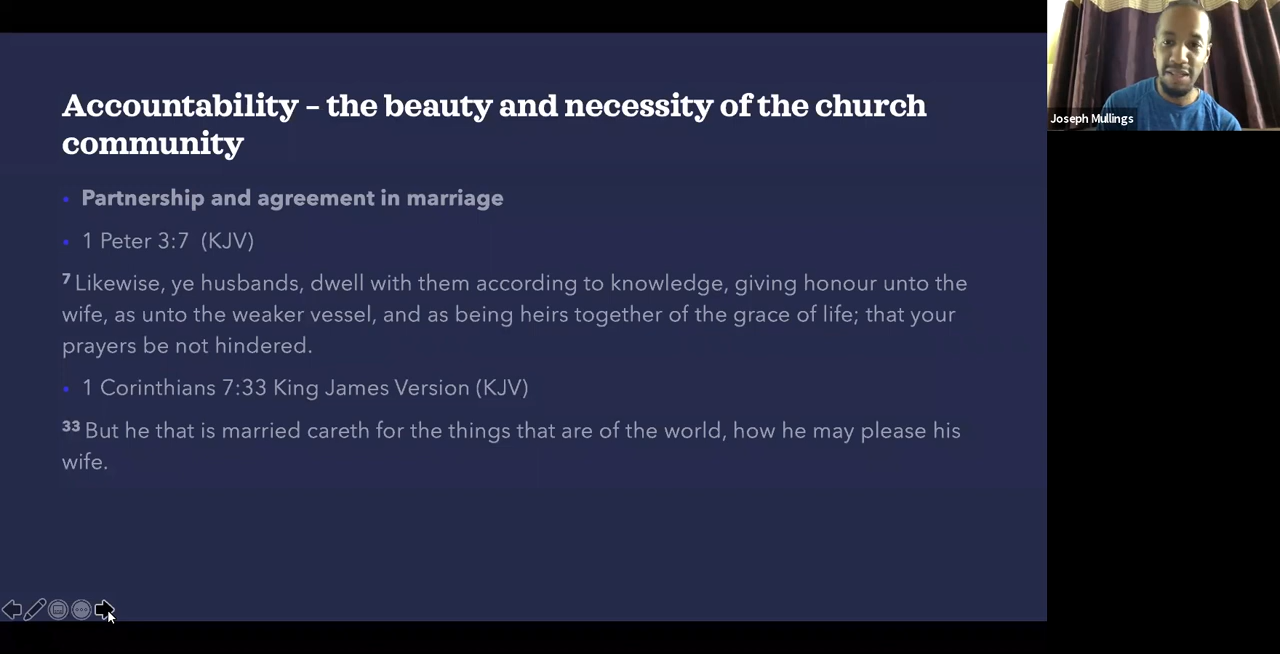 Accountability – the beauty and necessity of the church
community
• Partnership and agreement in marriage
• 1 Peter 3:7 (KJV)
7 Likewise, ye husbands, dwell with them according to knowledge, giving honour unto the
wife, as unto the weaker vessel, and as being heirs together of the grace of life; that your
prayers be not hindered.
• 1 Corinthians 7:33 King James Version (KJV)
33 But he that is married careth for the things that are of the world, how he may please his
wife.
Joseph Mullings